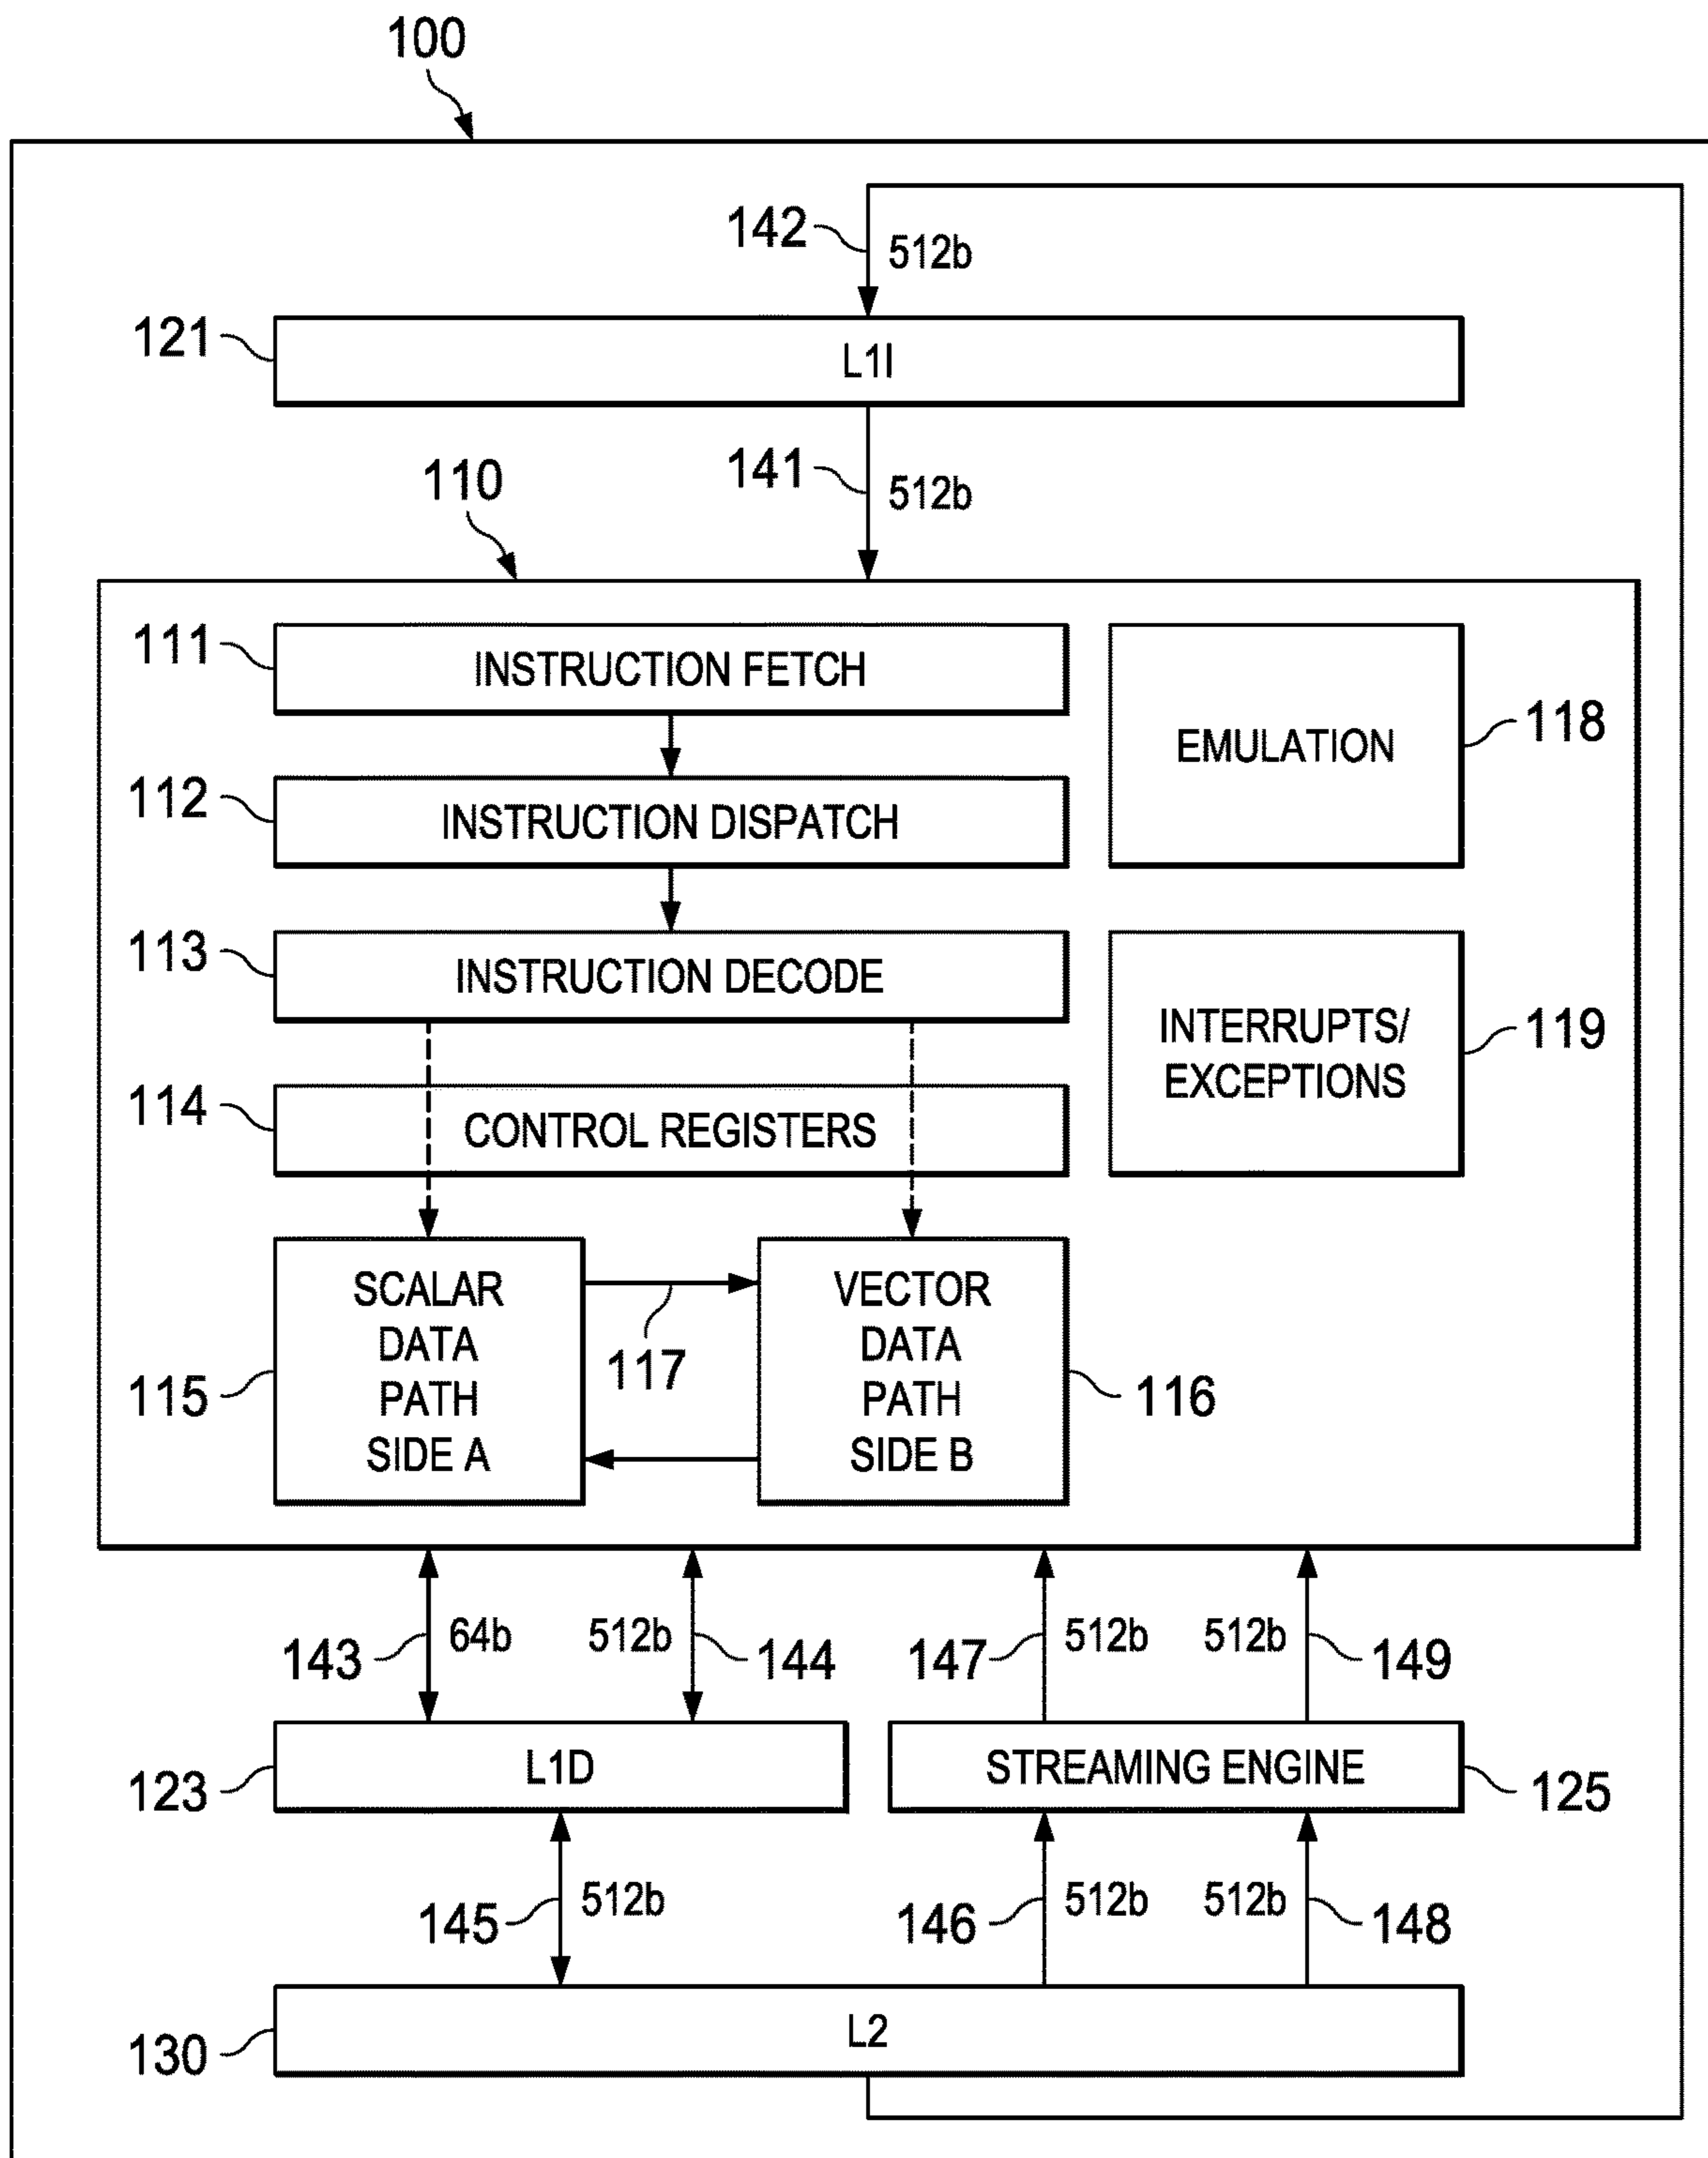 100
142
512b
121
L1I
141
512b
110
111
INSTRUCTION FETCH
118
EMULATION
112
INSTRUCTION DISPATCH
113
INSTRUCTION DECODE
119
INTERRUPTS/
EXCEPTIONS
114
CONTROL REGISTERS
115
SCALAR
DATA
PATH
SIDE A
117
VECTOR
DATA
PATH
SIDE B
116
143
64b
512b
144
147
512b
512b
149
123
L1D
STREAMING ENGINE
125
145
512b
146
512b
512b
148
130
L2